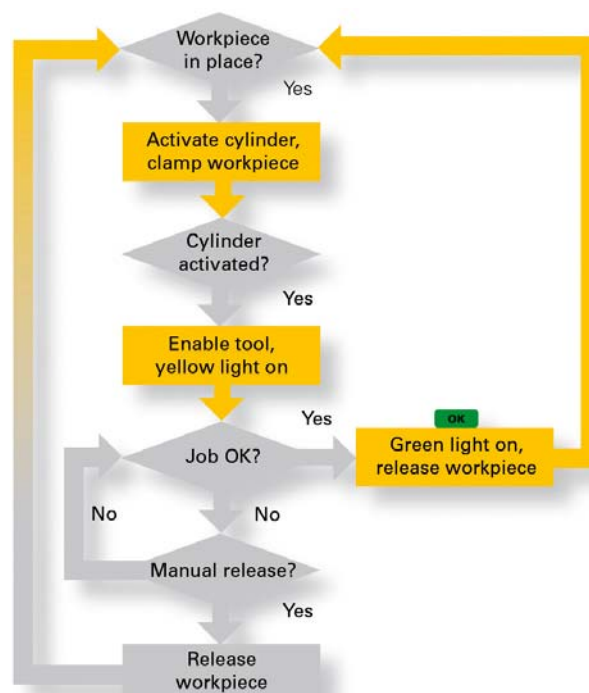 Workpiece
in place?
Yes
Activate cylinder,
clamp workpiece
Cylinder
activated?
Yes
Enable tool,
yellow light on
Yes
OK
Job OK?
Green light on,
release workpiece
No
No
Manual release?
Yes
Release
workpiece